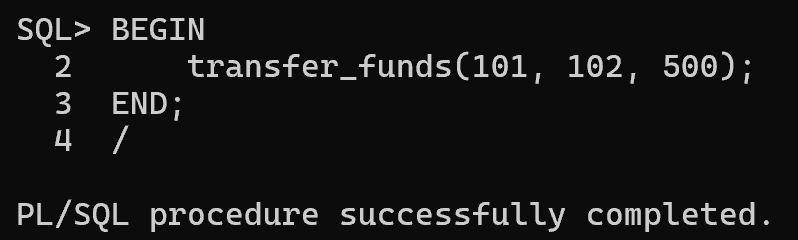 SQL> BEGIN
  2      transfer_funds(101, 102, 500);
  3  END;
  4  /
PL/SQL procedure successfully completed.